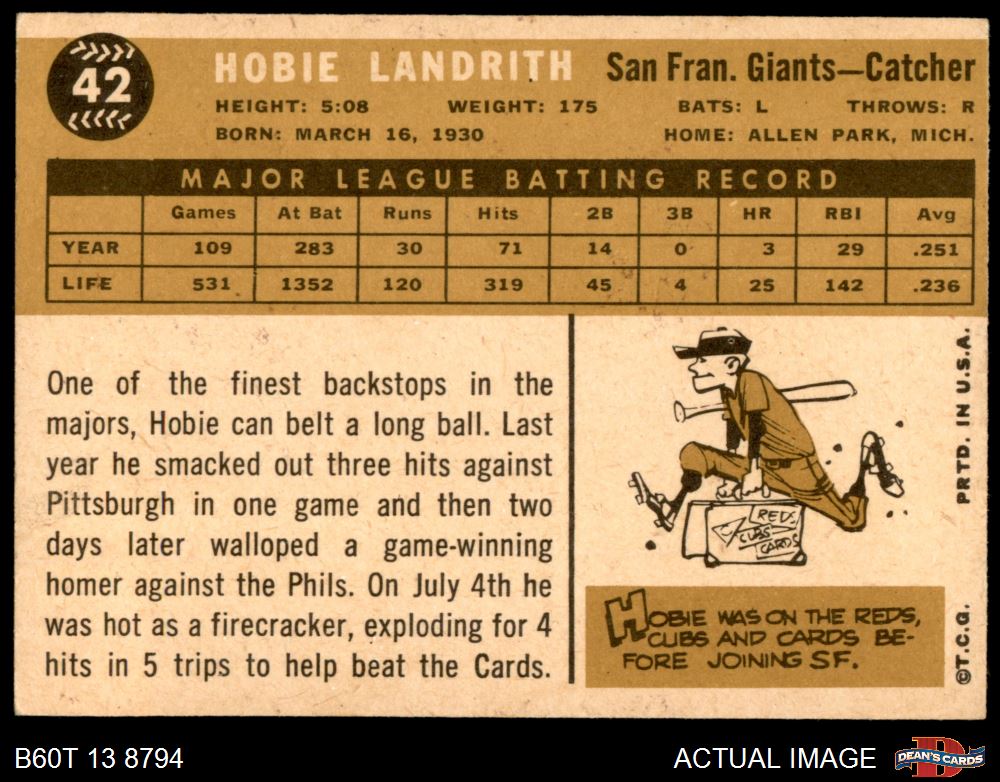 42
HOBIE LANDRITH San Fran. Giants—Catcher
HEIGHT: 5:08 WEIGHT: 175 BATS: L THROWS: R
BORN: MARCH 16, 1930 HOME: ALLEN PARK, MICH.
MAJOR LEAGUE BATTING RECORD
Games At Bat Runs Hits 2B 3B HR RBI Avg
YEAR 109 283 30 71 14 0 3 29 .251
LIFE 531 1352 120 319 45 4 25 142 .236
One of the finest backstops in the
majors, Hobie can belt a long ball. Last
year he smacked out three hits against
Pittsburgh in one game and then two
days later walloped a game-winning
homer against the Phils. On July 4th he
was hot as a firecracker, exploding for 4
hits in 5 trips to help beat the Cards.
REDS
CUBS
CARDS
HOBIE WAS ON THE REDS,
CUBS AND CARDS BE-
FORE JOINING SF.
PRTD. IN U.S.A.
©T.C.G.
B60T 13 8794
ACTUAL IMAGE
D
DEAN'S CARDS